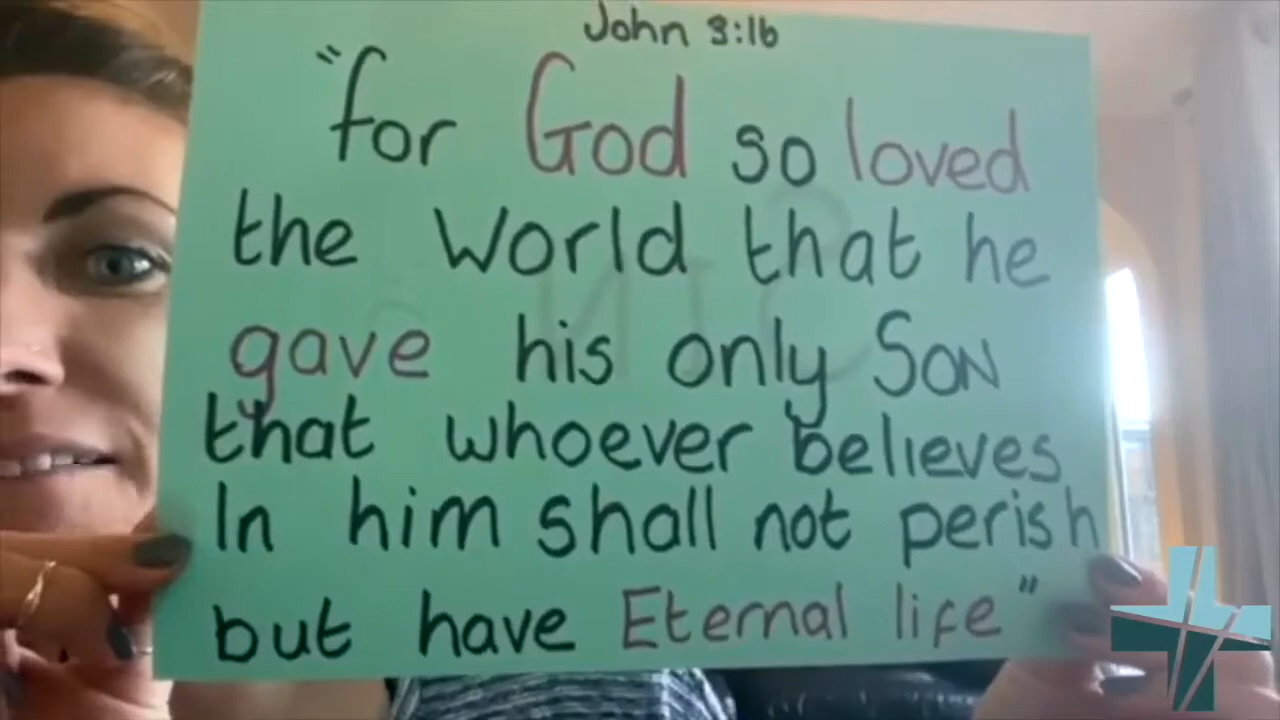 John 3:16
"for God so loved
the World that he
gave his only SON
that whoever believes
In him shall not perish
but have Eternal life"